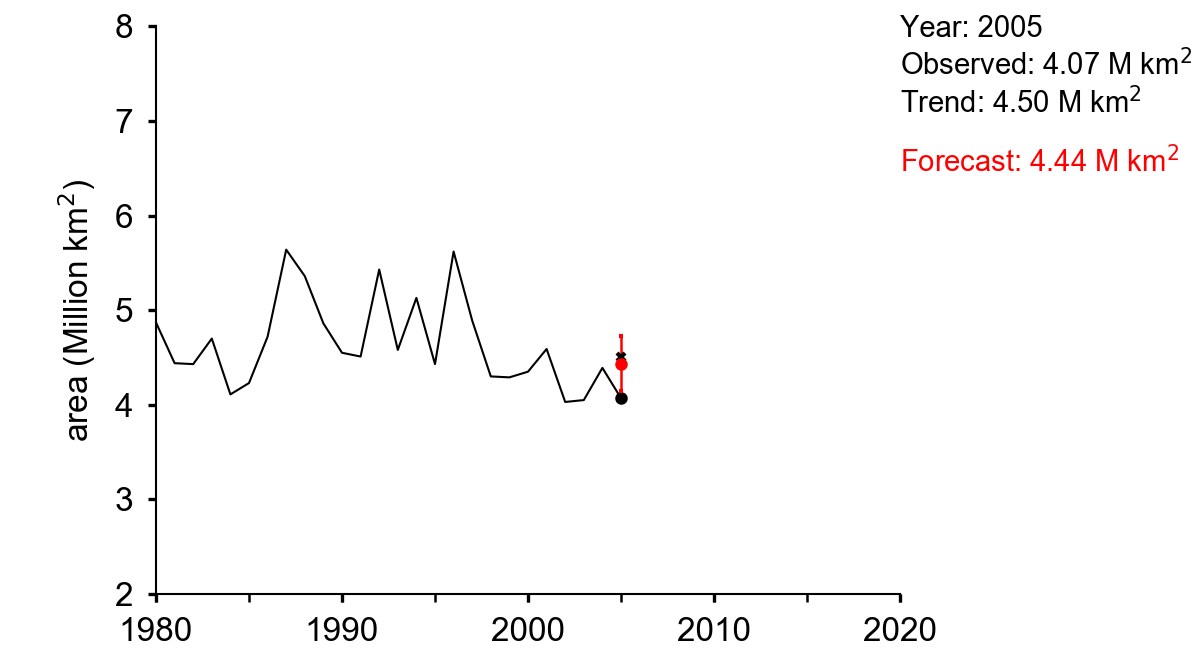 Year: 2005
Observed: 4.07 M km²
Trend: 4.50 M km²
Forecast: 4.44 M km²
area (Million km²)
8
7
6
5
4
3
2
1980
1990
2000
2010
2020